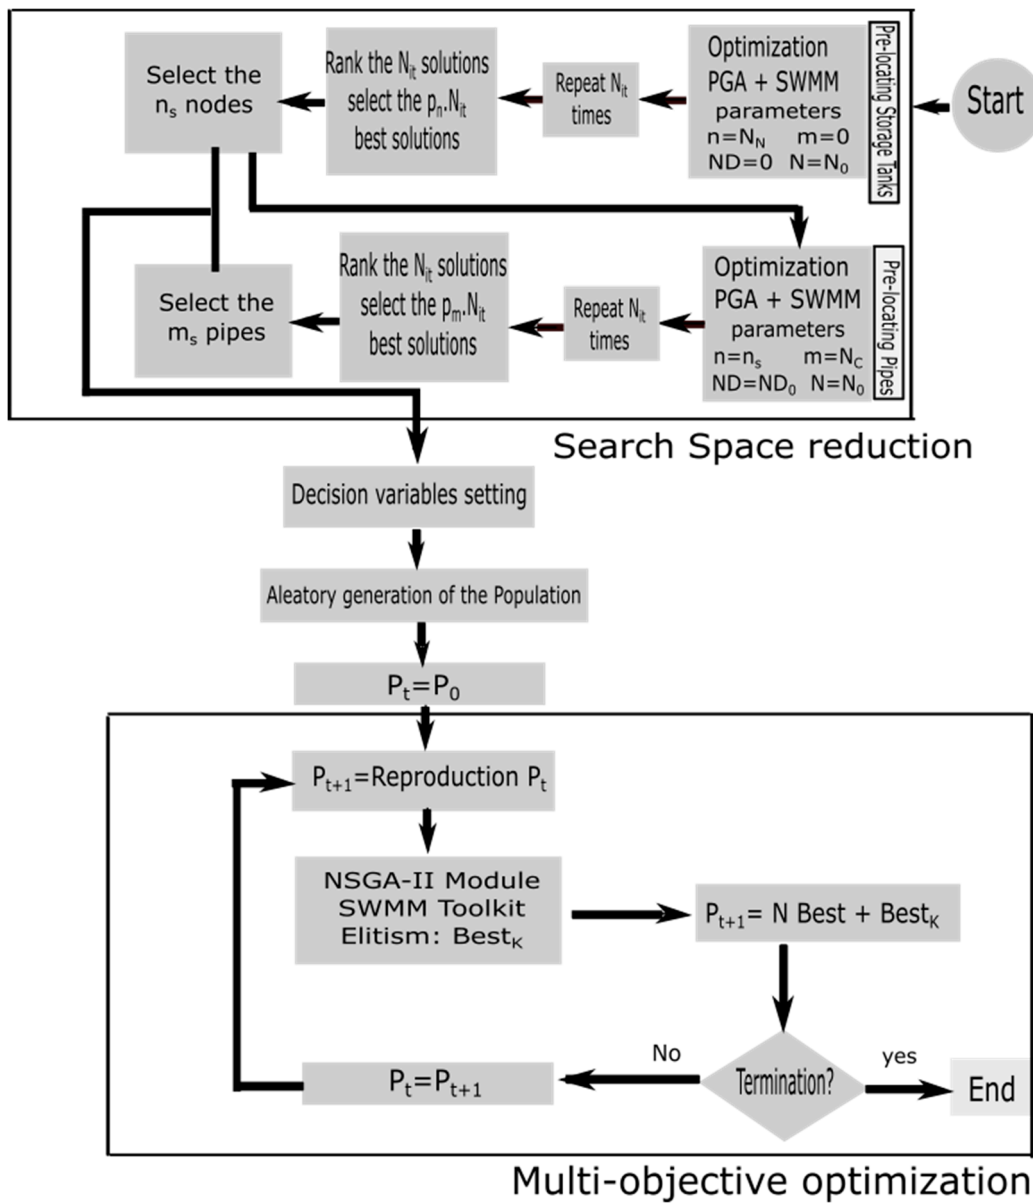 Start
Pre-locating Storage Tanks
Optimization
PGA + SWMM
parameters
n=N_N m=0
ND=0 N=N_0
Repeat N_it
times
Rank the N_it solutions
select the p_n.N_it
best solutions
Select the
n_s nodes
Pre-locating Pipes
Optimization
PGA + SWMM
parameters
n=n_s m=N_C
ND=ND_0 N=N_0
Repeat N_it
times
Rank the N_it solutions
select the p_m.N_it
best solutions
Select the
m_s pipes
Search Space reduction
Decision variables setting
Aleatory generation of the Population
P_t=P_0
P_t+1=Reproduction P_t
NSGA-II Module
SWMM Toolkit
Elitism: Best_K
P_t+1= N Best + Best_K
Termination?
No
yes
P_t=P_t+1
End
Multi-objective optimization